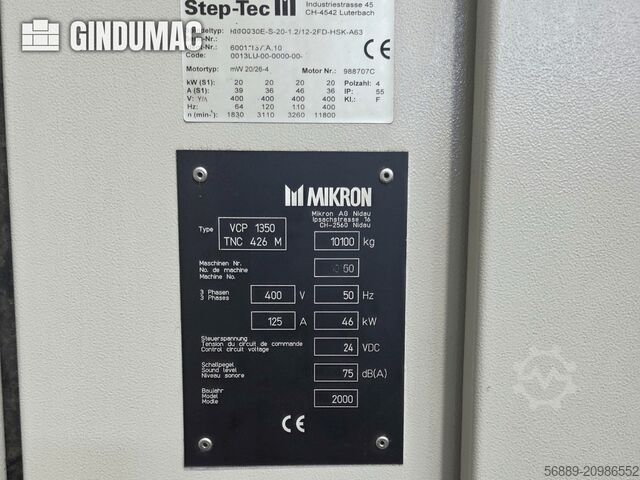 GINDUMAC
Step-Tec
Industriestrasse 45
CH-4542 Luterbach
Code: 0013LU-00-0000-00-
Motortyp: mW 20/26-4 Motor Nr.: 988707C
kW (S1): 20 20 20 20 Polzahl: 4
A (S1): 39 36 46 36 IP: 55
V: Y/Δ 400 400 400 400 Kl.: F
Hz: 64 120 110 400
n (min-¹): 1830 3110 3260 11800
CE
MIKRON
Mikron AG Nidau
Ipsachstrasse 16
CH-2560 Nidau
Type VCP 1350
TNC 426 M
10100 kg
Maschinen Nr.
No. de machine
Machine No.
3 Phasen
3 Phases
400 V 50 Hz
125 A 46 kW
Steuerspannung
Tension du circuit de commande
Control circuit voltage
24 VDC
Schallpegel
Sound level
Niveau sonore
75 dB(A)
Baujahr
Model
Modle
2000
CE
56889-20986552